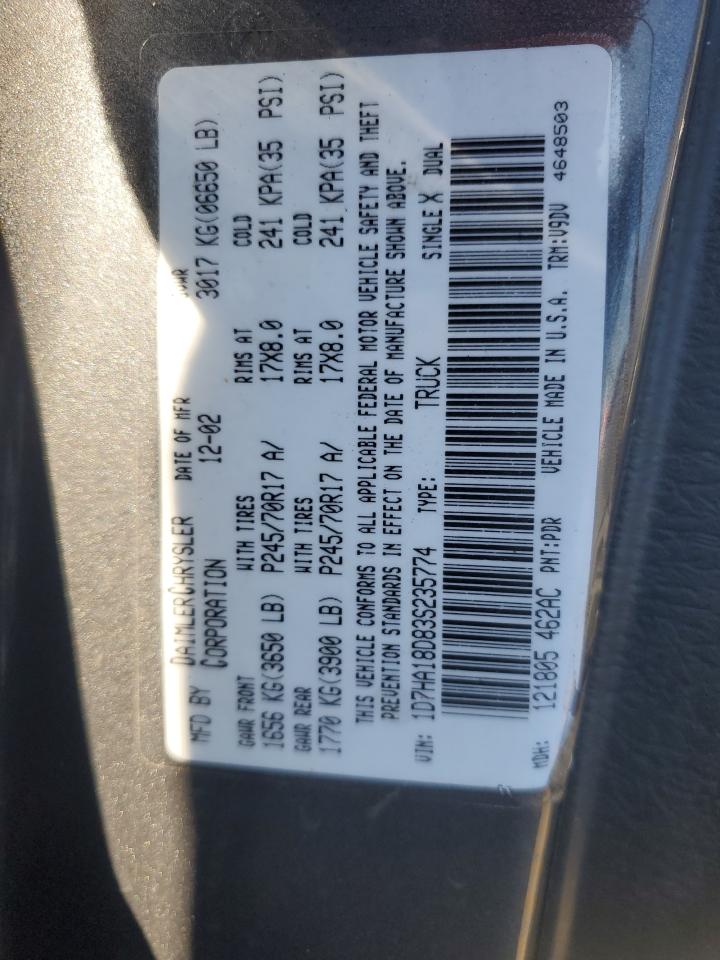 MFD BY DAIMLERCHRYSLER CORPORATION DATE OF MFR 12-02 3017 KG(06650 LB)
GAWR FRONT WITH TIRES RIMS AT COLD
1656 KG(3650 LB) P245/70R17 A/ 17X8.0 241 KPA(35 PSI)
GAWR REAR WITH TIRES RIMS AT COLD
1770 KG(3900 LB) P245/70R17 A/ 17X8.0 241 KPA(35 PSI)
THIS VEHICLE CONFORMS TO ALL APPLICABLE FEDERAL MOTOR VEHICLE SAFETY AND THEFT
PREVENTION STANDARDS IN EFFECT ON THE DATE OF MANUFACTURE SHOWN ABOVE.
VIN: 1D7HA18D83S235774 TYPE: TRUCK SINGLE X DUAL
MDH: 121805 462AC PNT:PDR VEHICLE MADE IN U.S.A. TRM:V9DV 4648503